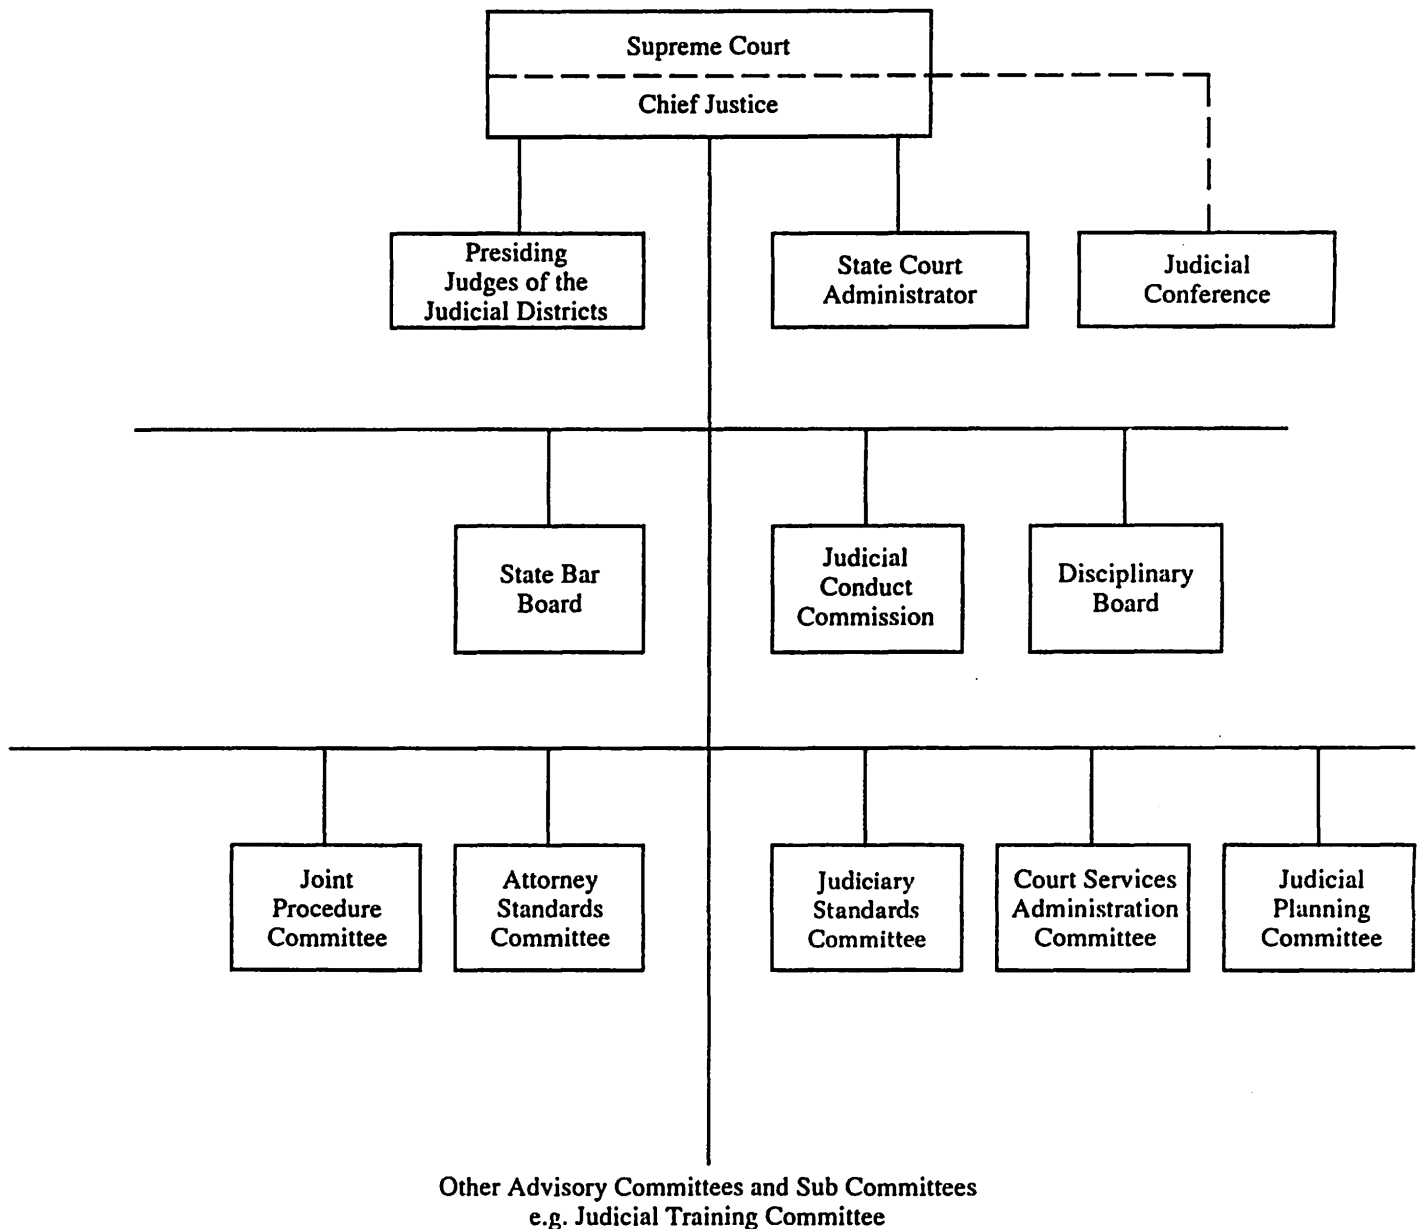 Supreme Court
Chief Justice
Presiding
Judges of the
Judicial Districts
State Court
Administrator
Judicial
Conference
State Bar
Board
Judicial
Conduct
Commission
Disciplinary
Board
Joint
Procedure
Committee
Attorney
Standards
Committee
Judiciary
Standards
Committee
Court Services
Administration
Committee
Judicial
Planning
Committee
Other Advisory Committees and Sub Committees
e.g. Judicial Training Committee